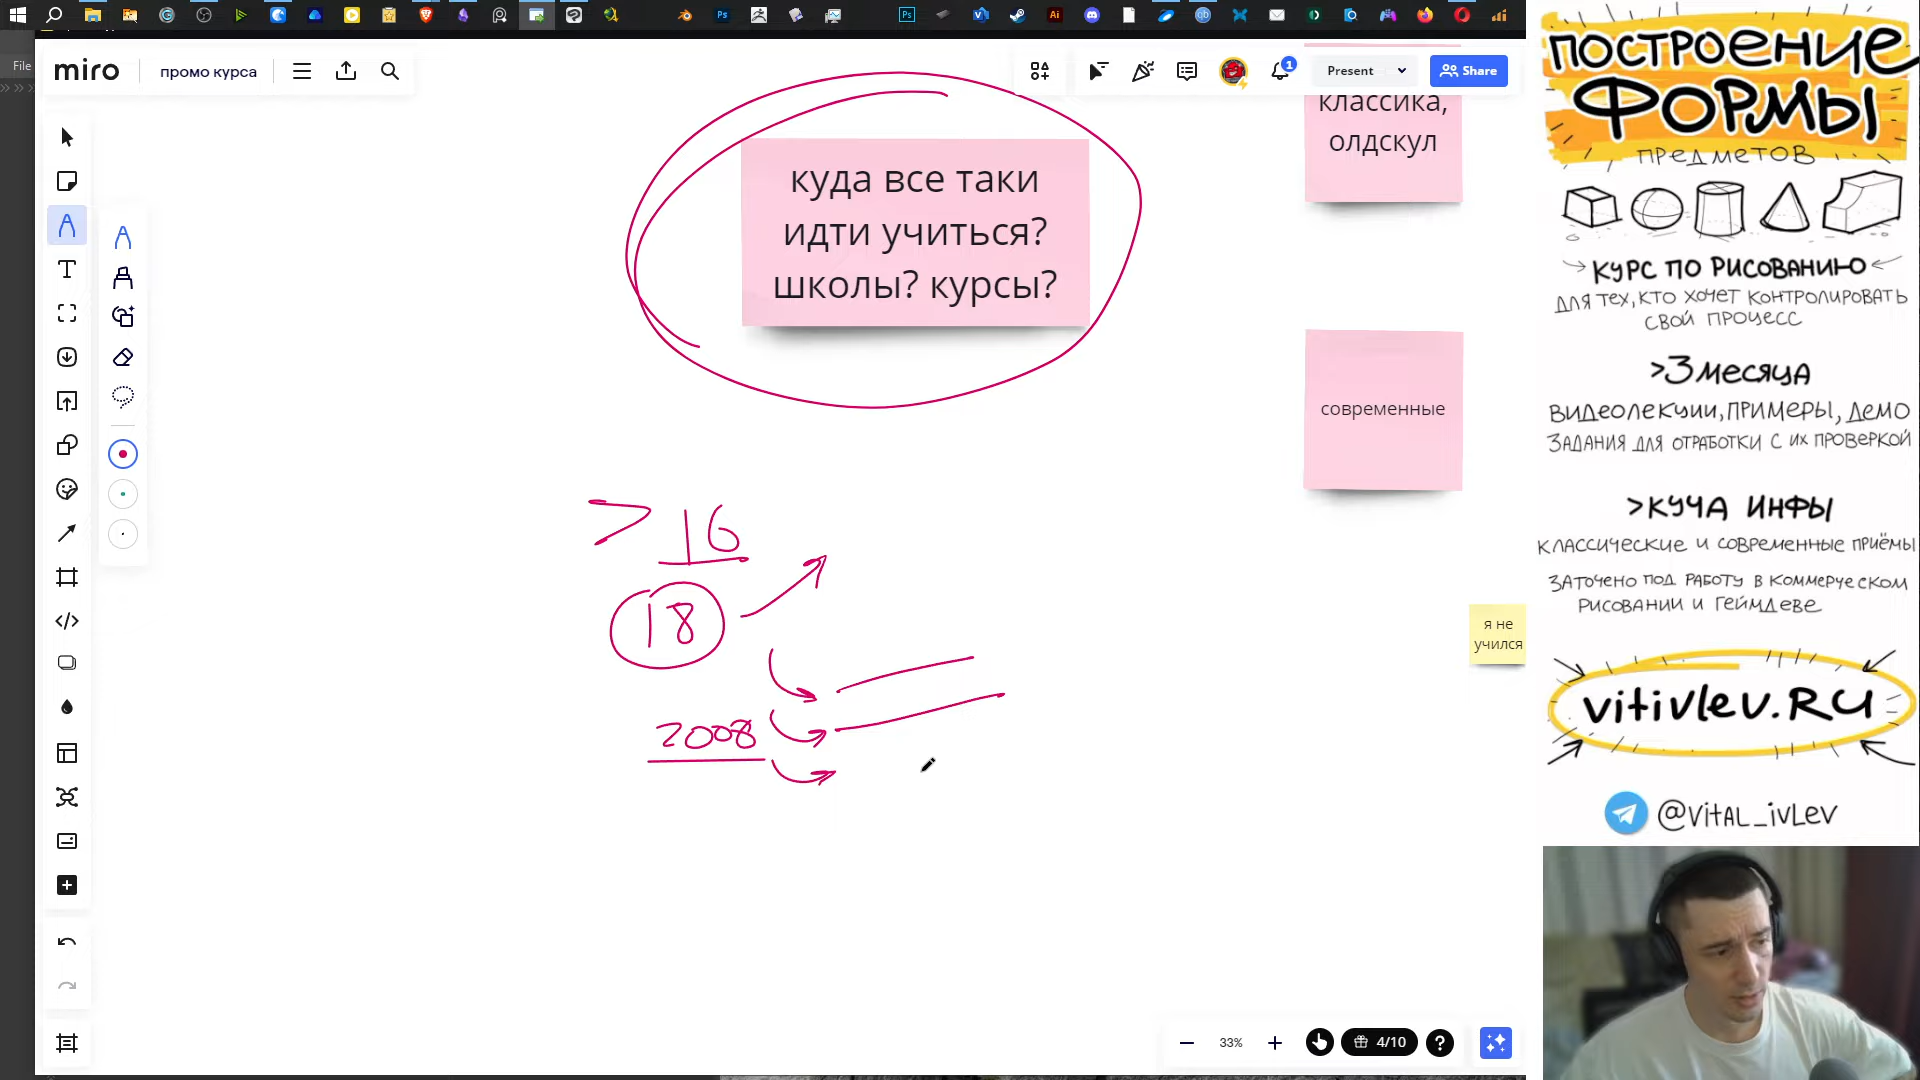 File
miro
промо курса
1
Present
Share
куда все таки
идти учиться?
школы? курсы?
классика,
олдскул
современные
я не
учился
> 16
18
2008
33%
4/10
ПОСТРОЕНИЕ
ФОРМЫ
ПРЕДМЕТОВ
КУРС ПО РИСОВАНИЮ
ДЛЯ ТЕХ, КТО ХОЧЕТ КОНТРОЛИРОВАТЬ
СВОЙ ПРОЦЕСС
>3 месяца
ВИДЕОЛЕКЦИИ, ПРИМЕРЫ, ДЕМО
ЗАДАНИЯ ДЛЯ ОТРАБОТКИ С ИХ ПРОВЕРКОЙ
>КУЧА ИНФЫ
КЛАССИЧЕСКИЕ И СОВРЕМЕННЫЕ ПРИЁМЫ
ЗАТОЧЕНО ПОД РАБОТУ В КОММЕРЧЕСКОМ
РИСОВАНИИ И ГЕЙМДЕВЕ
vitivlev.RU
@VITAL_IVLEV